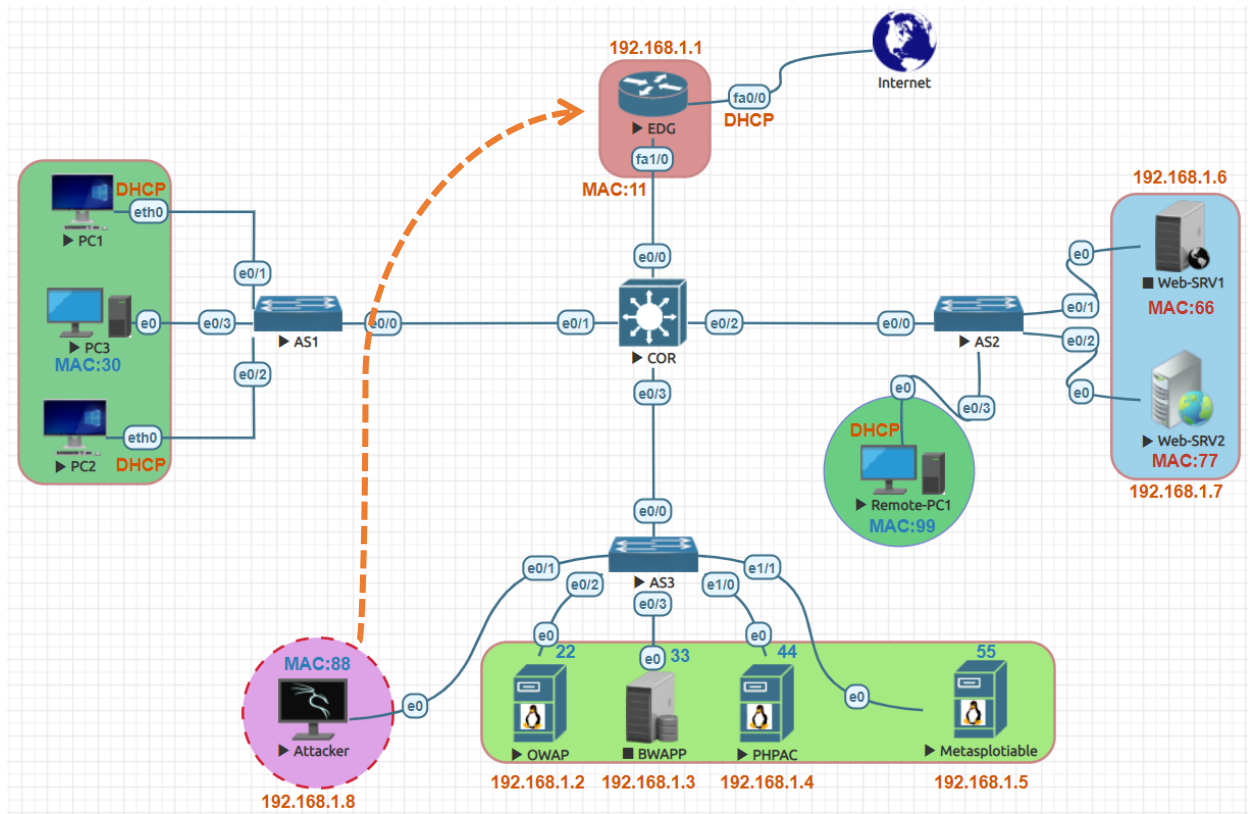 192.168.1.1
Internet
fa0/0
DHCP
EDG
fa1/0
MAC:11
DHCP
eth0
PC1
e0/1
e0
PC3
MAC:30
e0/3
AS1
e0/0
e0/2
eth0
PC2
DHCP
e0/0
e0/1
COR
e0/2
e0/3
e0/0
AS2
192.168.1.6
e0
Web-SRV1
MAC:66
e0/1
e0/2
e0
Web-SRV2
MAC:77
192.168.1.7
e0
e0/3
DHCP
Remote-PC1
MAC:99
e0/0
AS3
e0/1
e0/2
e0/3
e1/0
e1/1
MAC:88
Attacker
e0
192.168.1.8
e0
22
OWAP
192.168.1.2
e0
33
BWAPP
192.168.1.3
e0
44
PHPAC
192.168.1.4
e0
55
Metasplotiable
192.168.1.5